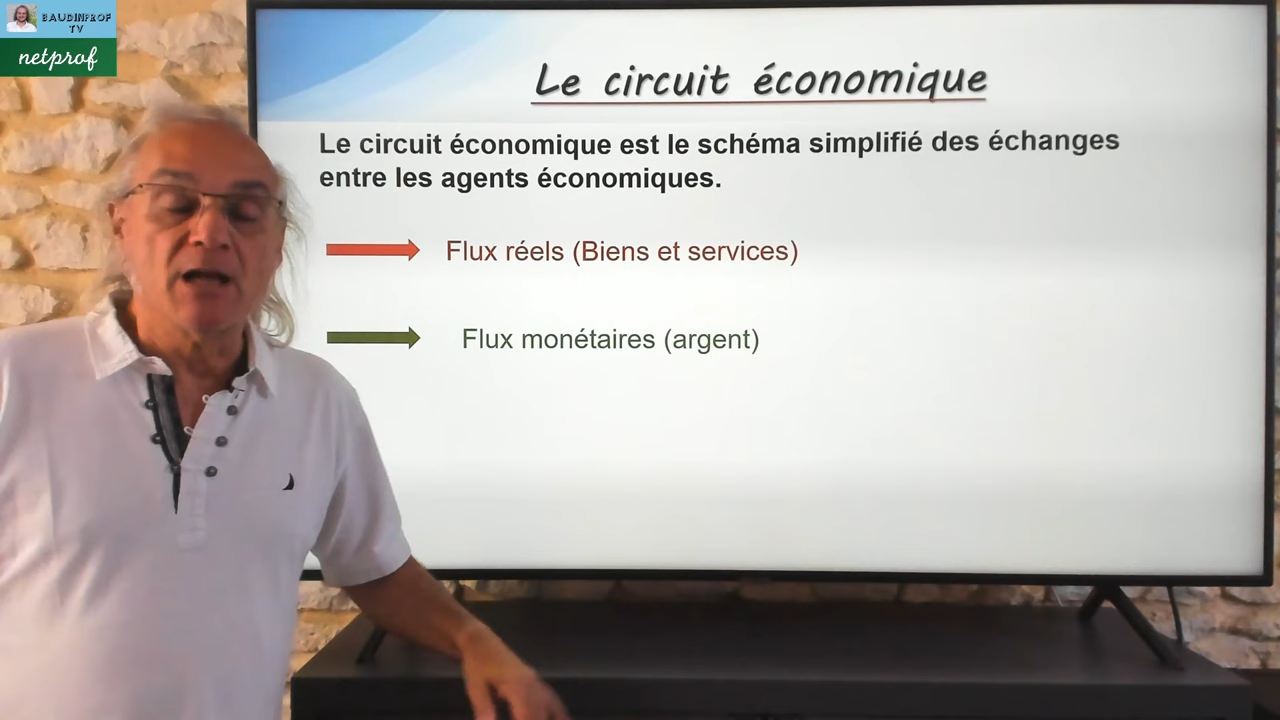 BAUDINPROF
TV
netprof
Le circuit économique
Le circuit économique est le schéma simplifié des échanges
entre les agents économiques.
Flux réels (Biens et services)
Flux monétaires (argent)